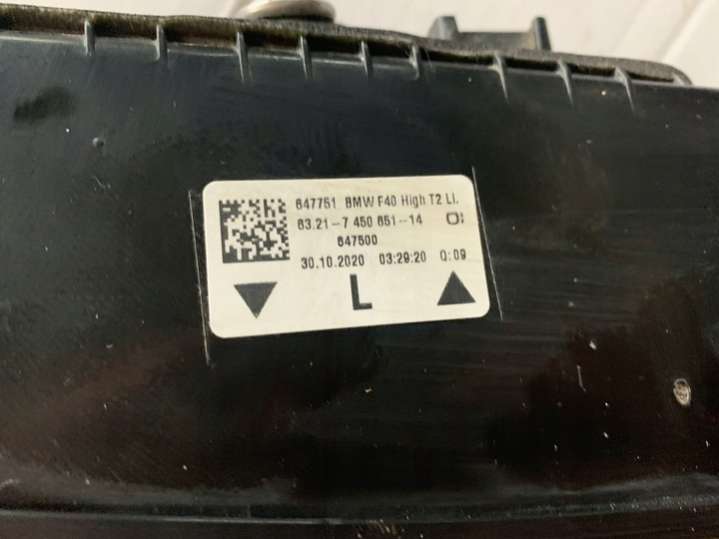 647751 BMW F40 High T2 LI.
63.21-7 450 651-14
647500
30.10.2020 03:29:20 Q:09
L